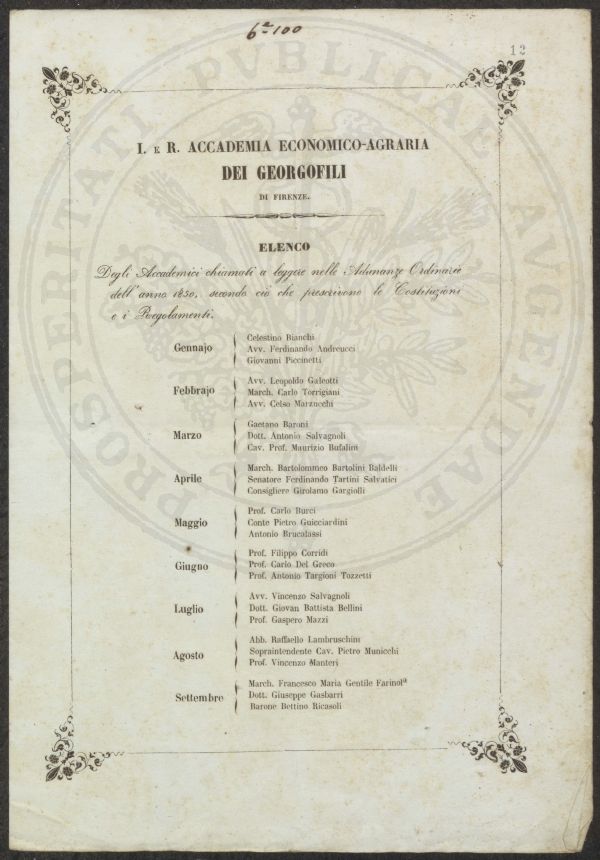 6ª-100
12
I. E R. ACCADEMIA ECONOMICO-AGRARIA
DEI GEORGOFILI
DI FIRENZE.
ELENCO
Degli Accademici chiamati a leggere nelle Adunanze Ordinarie
dell' anno 1850, secondo ciò che prescrivono le Costituzioni
e i Regolamenti.
Gennajo
Celestino Bianchi
Avv. Ferdinando Andreucci
Giovanni Piccinetti
Febbrajo
Avv. Leopoldo Galeotti
March. Carlo Torrigiani
Avv. Celso Marzucchi
Marzo
Gaetano Baroni
Dott. Antonio Salvagnoli
Cav. Prof. Maurizio Bufalini
Aprile
March. Bartolommeo Bartolini Baldelli
Senatore Ferdinando Tartini Salvatici
Consigliere Girolamo Gargiolli
Maggio
Prof. Carlo Burci
Conte Pietro Guicciardini
Antonio Brucalassi
Giugno
Prof. Filippo Corridi
Prof. Carlo Del Greco
Prof. Antonio Targioni Tozzetti
Luglio
Avv. Vincenzo Salvagnoli
Dott. Giovan Battista Bellini
Prof. Gaspero Mazzi
Agosto
Abb. Raffaello Lambruschini
Sopraintendente Cav. Pietro Municchi
Prof. Vincenzo Manteri
Settembre
March. Francesco Maria Gentile Farinola
Dott. Giuseppe Gasbarri
Barone Bettino Ricasoli
PROSPERITATI PUBLICAE AUGENDAE